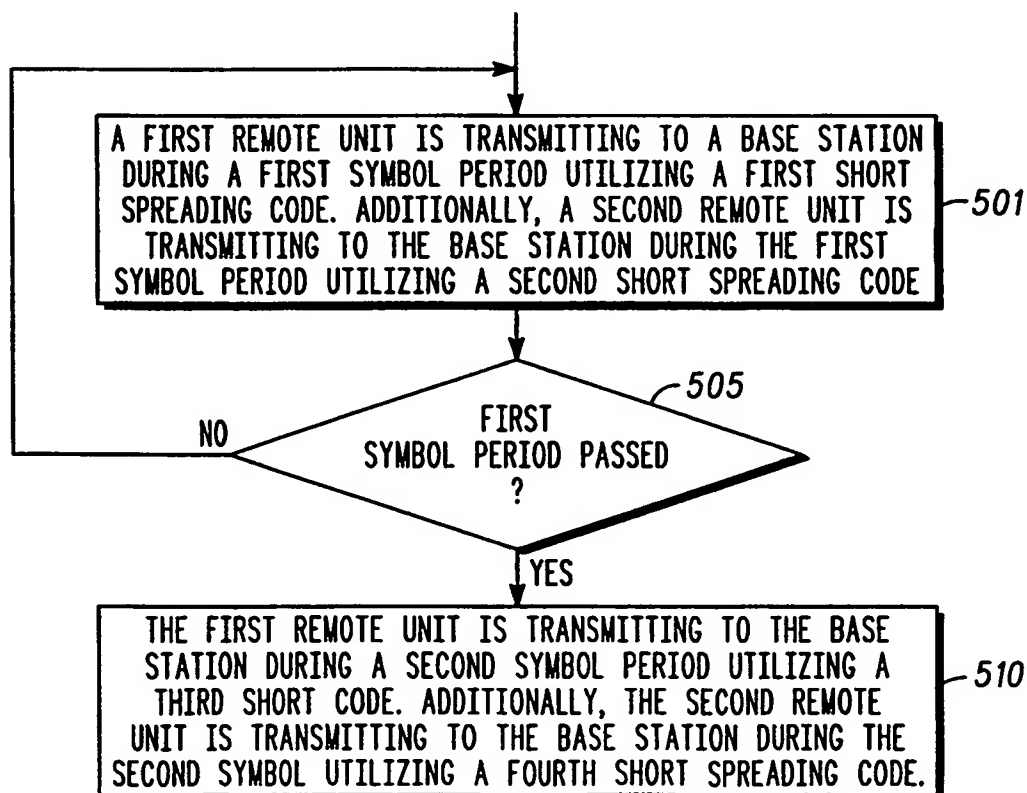 A FIRST REMOTE UNIT IS TRANSMITTING TO A BASE STATION
DURING A FIRST SYMBOL PERIOD UTILIZING A FIRST SHORT
SPREADING CODE. ADDITIONALLY, A SECOND REMOTE UNIT IS
TRANSMITTING TO THE BASE STATION DURING THE FIRST
SYMBOL PERIOD UTILIZING A SECOND SHORT SPREADING CODE
501
505
FIRST
SYMBOL PERIOD PASSED
?
NO
YES
THE FIRST REMOTE UNIT IS TRANSMITTING TO THE BASE
STATION DURING A SECOND SYMBOL PERIOD UTILIZING A
THIRD SHORT CODE. ADDITIONALLY, THE SECOND REMOTE
UNIT IS TRANSMITTING TO THE BASE STATION DURING THE
SECOND SYMBOL UTILIZING A FOURTH SHORT SPREADING CODE.
510